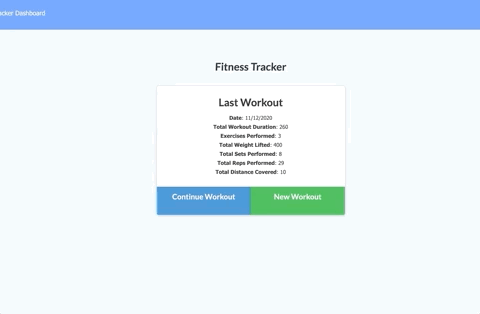 Dashboard
Fitness Tracker
Last Workout
Date: 11/12/2020
Total Workout Duration: 260
Exercises Performed: 3
Total Weight Lifted: 400
Total Sets Performed: 8
Total Reps Performed: 29
Total Distance Covered: 10
Continue Workout
New Workout